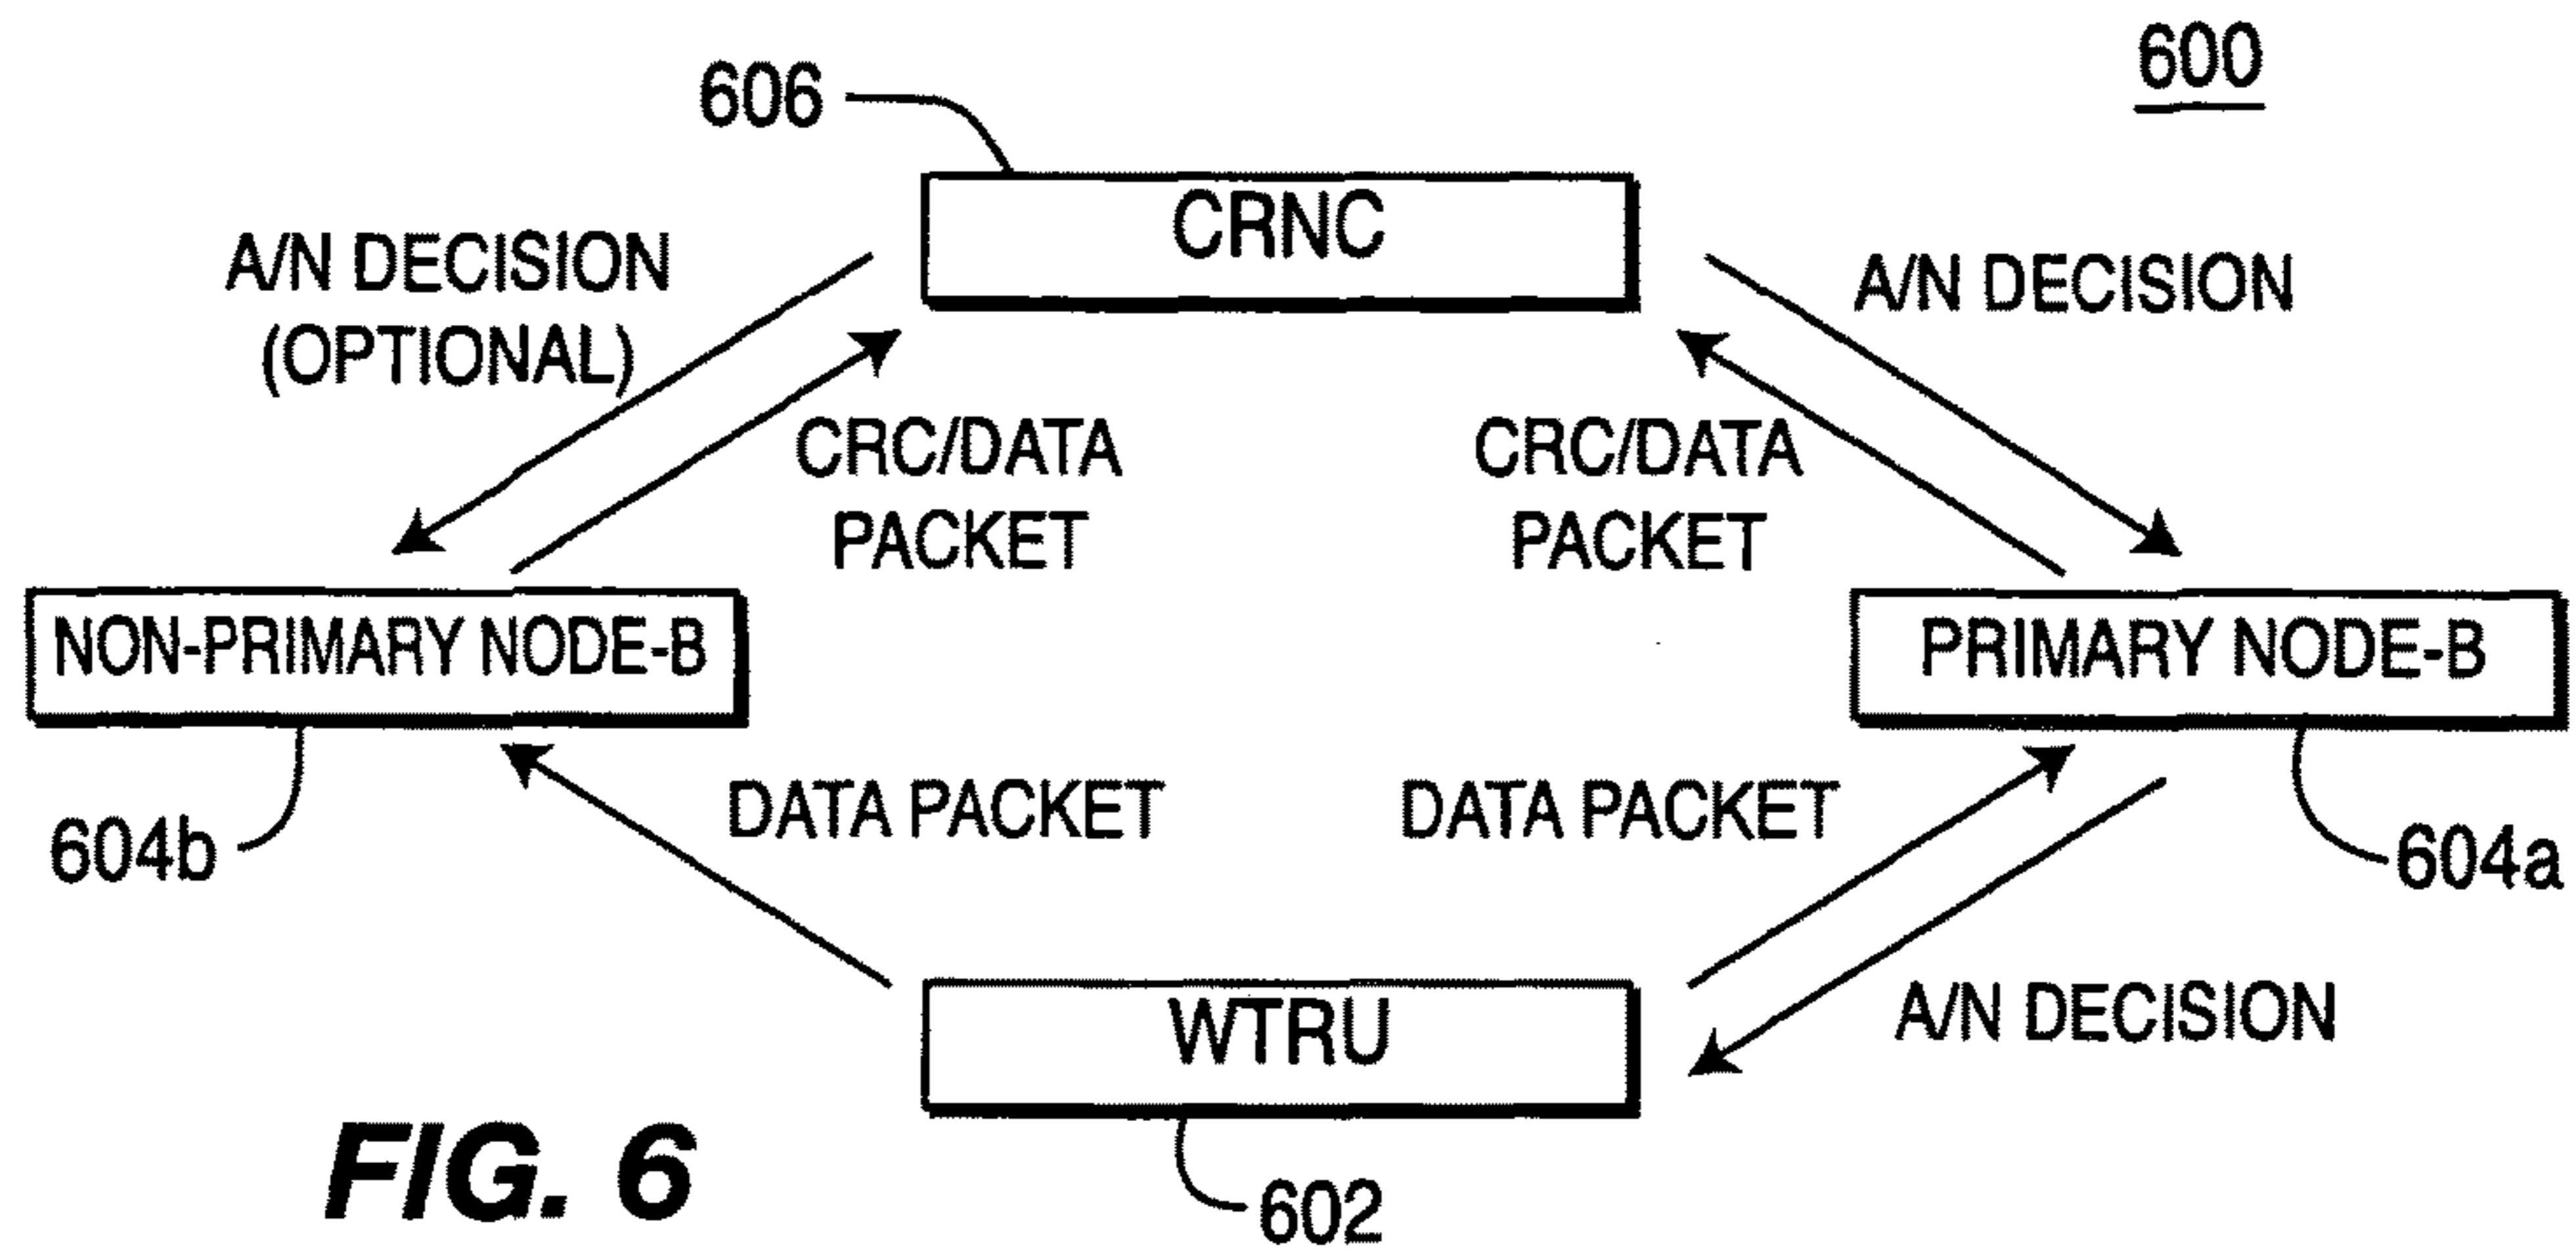 600
606
CRNC
A/N DECISION
(OPTIONAL)
A/N DECISION
CRC/DATA
PACKET
CRC/DATA
PACKET
NON-PRIMARY NODE-B
PRIMARY NODE-B
604b
DATA PACKET
DATA PACKET
604a
WTRU
A/N DECISION
602
FIG. 6